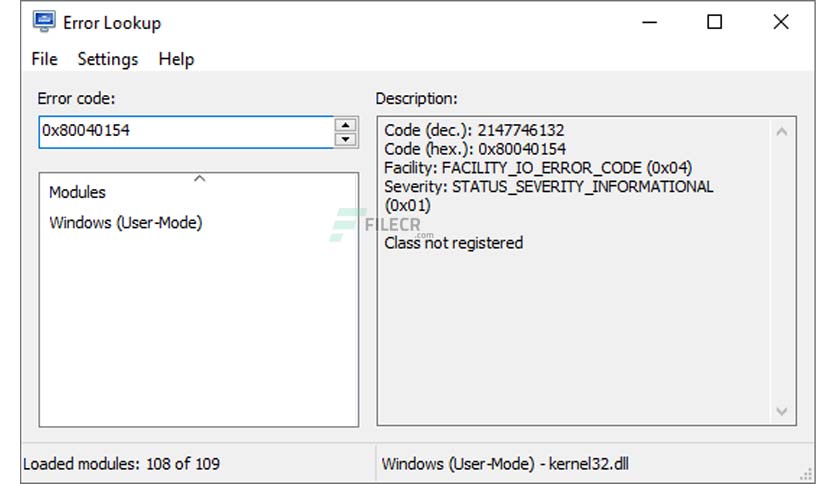 Error Lookup
File Settings Help
Error code:
0x80040154
Modules
Windows (User-Mode)
Description:
Code (dec.): 2147746132
Code (hex.): 0x80040154
Facility: FACILITY_IO_ERROR_CODE (0x04)
Severity: STATUS_SEVERITY_INFORMATIONAL
(0x01)
Class not registered
FILECR
.com
Loaded modules: 108 of 109
Windows (User-Mode) - kernel32.dll